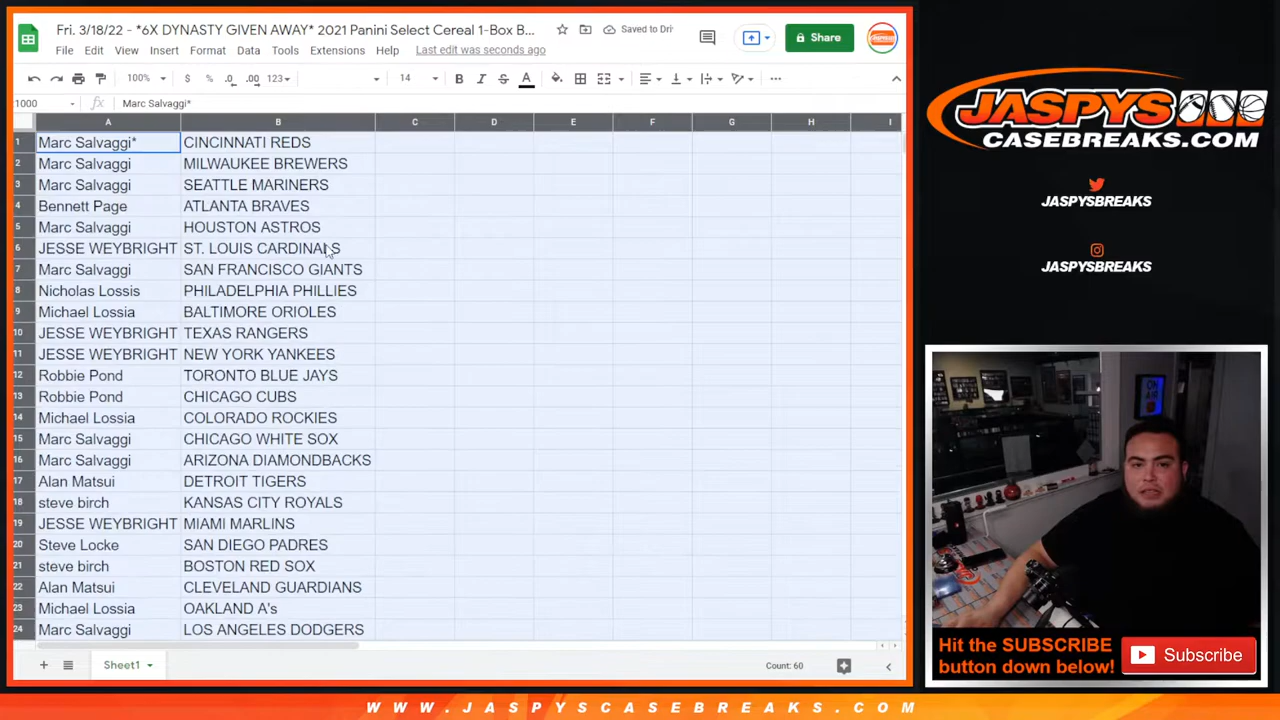 Fri. 3/18/22 - *6X DYNASTY GIVEN AWAY* 2021 Panini Select Cereal 1-Box B...
Saved to Dri
Share
File Edit View Insert Format Data Tools Extensions Help Last edit was seconds ago
100% $ % .0 .00 123 14 B I S A
1000 fx Marc Salvaggi*
A B C D E F G H I
1 Marc Salvaggi* CINCINNATI REDS
2 Marc Salvaggi MILWAUKEE BREWERS
3 Marc Salvaggi SEATTLE MARINERS
4 Bennett Page ATLANTA BRAVES
5 Marc Salvaggi HOUSTON ASTROS
6 JESSE WEYBRIGHT ST. LOUIS CARDINALS
7 Marc Salvaggi SAN FRANCISCO GIANTS
8 Nicholas Lossis PHILADELPHIA PHILLIES
9 Michael Lossia BALTIMORE ORIOLES
10 JESSE WEYBRIGHT TEXAS RANGERS
11 JESSE WEYBRIGHT NEW YORK YANKEES
12 Robbie Pond TORONTO BLUE JAYS
13 Robbie Pond CHICAGO CUBS
14 Michael Lossia COLORADO ROCKIES
15 Marc Salvaggi CHICAGO WHITE SOX
16 Marc Salvaggi ARIZONA DIAMONDBACKS
17 Alan Matsui DETROIT TIGERS
18 steve birch KANSAS CITY ROYALS
19 JESSE WEYBRIGHT MIAMI MARLINS
20 Steve Locke SAN DIEGO PADRES
21 steve birch BOSTON RED SOX
22 Alan Matsui CLEVELAND GUARDIANS
23 Michael Lossia OAKLAND A's
24 Marc Salvaggi LOS ANGELES DODGERS
Sheet1
Count: 60
JASPYS
CASEBREAKS.COM
JASPYSBREAKS
JASPYSBREAKS
ON AIR
Hit the SUBSCRIBE
button down below!
Subscribe
WWW.JASPYSCASEBREAKS.COM